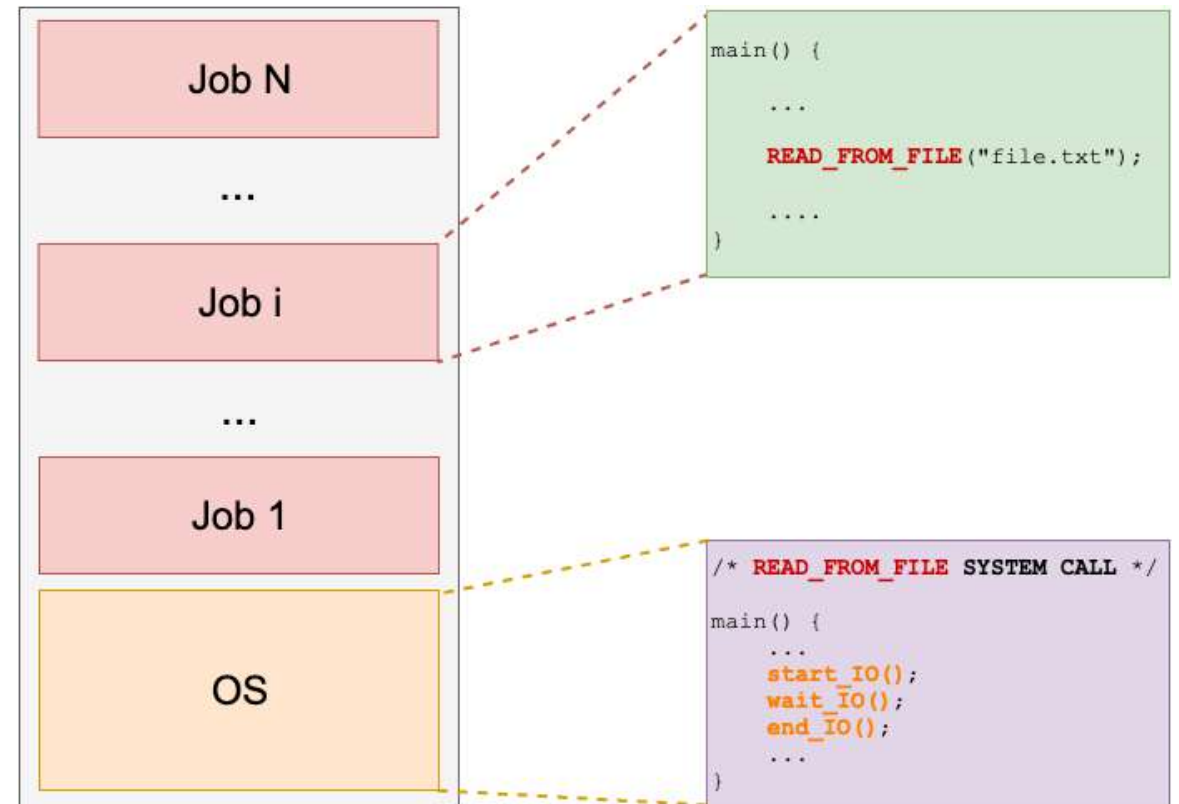 Job N
...
Job i
...
Job 1
OS
main() {
...
READ_FROM_FILE("file.txt");
....
}
/* READ_FROM_FILE SYSTEM CALL */
main() {
...
start_IO();
wait_IO();
end_IO();
...
}